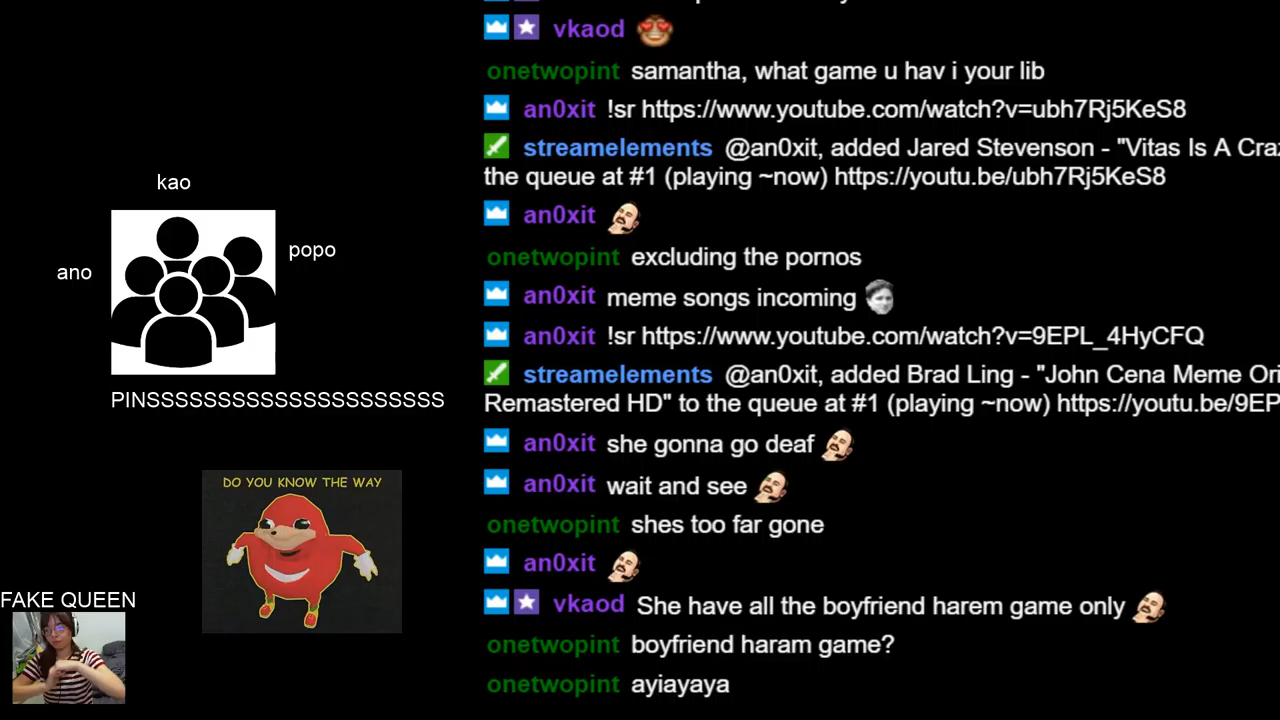 kao
popo
ano
PINSSSSSSSSSSSSSSSSSSSSS
DO YOU KNOW THE WAY
FAKE QUEEN
vkaod
onetwopint samantha, what game u hav i your lib
an0xit !sr https://www.youtube.com/watch?v=ubh7Rj5KeS8
streamelements @an0xit, added Jared Stevenson - "Vitas Is A Craz
the queue at #1 (playing ~now) https://youtu.be/ubh7Rj5KeS8
an0xit
onetwopint excluding the pornos
an0xit meme songs incoming
an0xit !sr https://www.youtube.com/watch?v=9EPL_4HyCFQ
streamelements @an0xit, added Brad Ling - "John Cena Meme Ori
Remastered HD" to the queue at #1 (playing ~now) https://youtu.be/9EP
an0xit she gonna go deaf
an0xit wait and see
onetwopint shes too far gone
an0xit
vkaod She have all the boyfriend harem game only
onetwopint boyfriend haram game?
onetwopint ayiayaya